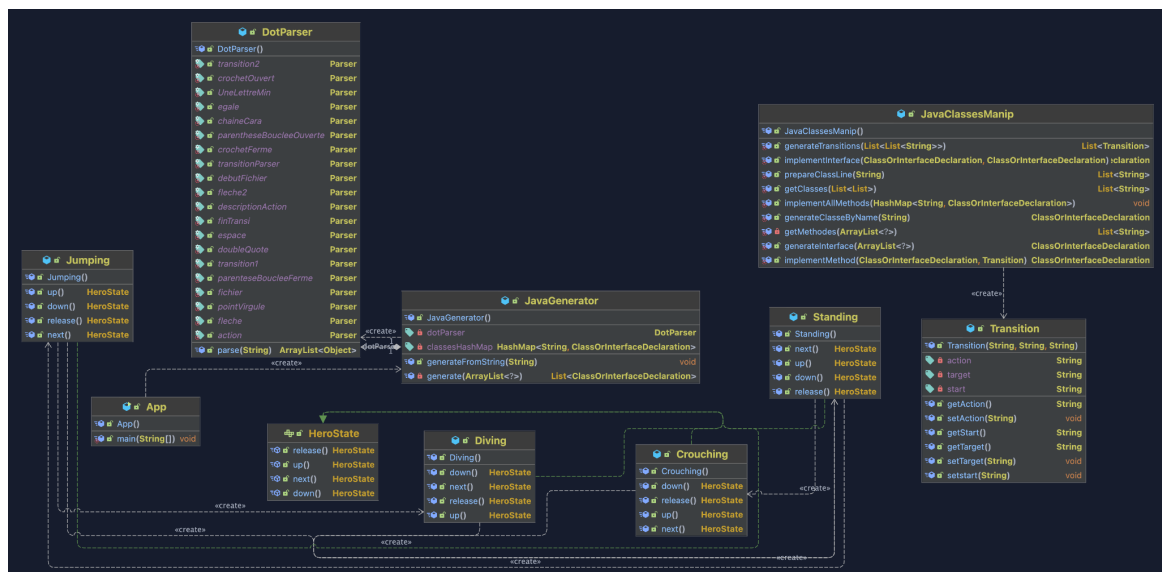 DotParser
DotParser()
transition2 Parser
crochetOuvert Parser
UneLettreMin Parser
egale Parser
chaineCara Parser
parentheseBoucleeOuverte Parser
crochetFerme Parser
transitionParser Parser
debutFichier Parser
fleche2 Parser
descriptionAction Parser
finTransi Parser
espace Parser
doubleQuote Parser
transition1 Parser
parenteseBoucleeFerme Parser
fichier Parser
pointVirgule Parser
fleche Parser
action Parser
parse(String) ArrayList<Object>
JavaClassesManip
JavaClassesManip()
generateTransitions(List<List<String>>) List<Transition>
implementInterface(ClassOrInterfaceDeclaration, ClassOrInterfaceDeclaration)
prepareClassLine(String) List<String>
getClasses(List<List>) List<String>
implementAllMethods(HashMap<String, ClassOrInterfaceDeclaration>) void
generateClasseByName(String) ClassOrInterfaceDeclaration
getMethodes(ArrayList<?>) List<String>
generateInterface(ArrayList<?>) ClassOrInterfaceDeclaration
implementMethod(ClassOrInterfaceDeclaration, Transition) ClassOrInterfaceDeclaration
«create»
Jumping
Jumping()
up() HeroState
down() HeroState
release() HeroState
next() HeroState
JavaGenerator
JavaGenerator()
dotParser DotParser
classesHashMap HashMap<String, ClassOrInterfaceDeclaration>
generateFromString(String) void
generate(ArrayList<?>) List<ClassOrInterfaceDeclaration>
«create»
«create»
Standing
Standing()
next() HeroState
up() HeroState
down() HeroState
release() HeroState
Transition
Transition(String, String, String)
action String
target String
start String
getAction() String
setAction(String) void
getStart() String
getTarget() String
setTarget(String) void
setstart(String) void
App
App()
main(String[]) void
HeroState
release() HeroState
up() HeroState
next() HeroState
down() HeroState
Diving
Diving()
down() HeroState
next() HeroState
release() HeroState
up() HeroState
Crouching
Crouching()
down() HeroState
release() HeroState
up() HeroState
next() HeroState
«create»
«create»
«create»
«create»
«create»